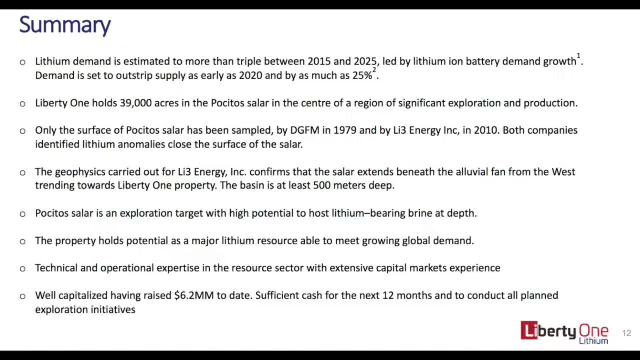 Summary
o Lithium demand is estimated to more than triple between 2015 and 2025, led by lithium ion battery demand growth1.
Demand is set to outstrip supply as early as 2020 and by as much as 25%2.
o Liberty One holds 39,000 acres in the Pocitos salar in the centre of a region of significant exploration and production.
o Only the surface of Pocitos salar has been sampled, by DGFM in 1979 and by Li3 Energy Inc, in 2010. Both companies
identified lithium anomalies close the surface of the salar.
o The geophysics carried out for Li3 Energy, Inc. confirms that the salar extends beneath the alluvial fan from the West
trending towards Liberty One property. The basin is at least 500 meters deep.
o Pocitos salar is an exploration target with high potential to host lithium–bearing brine at depth.
o The property holds potential as a major lithium resource able to meet growing global demand.
o Technical and operational expertise in the resource sector with extensive capital markets experience
o Well capitalized having raised $6.2MM to date. Sufficient cash for the next 12 months and to conduct all planned
exploration initiatives
Liberty One
Lithium
12